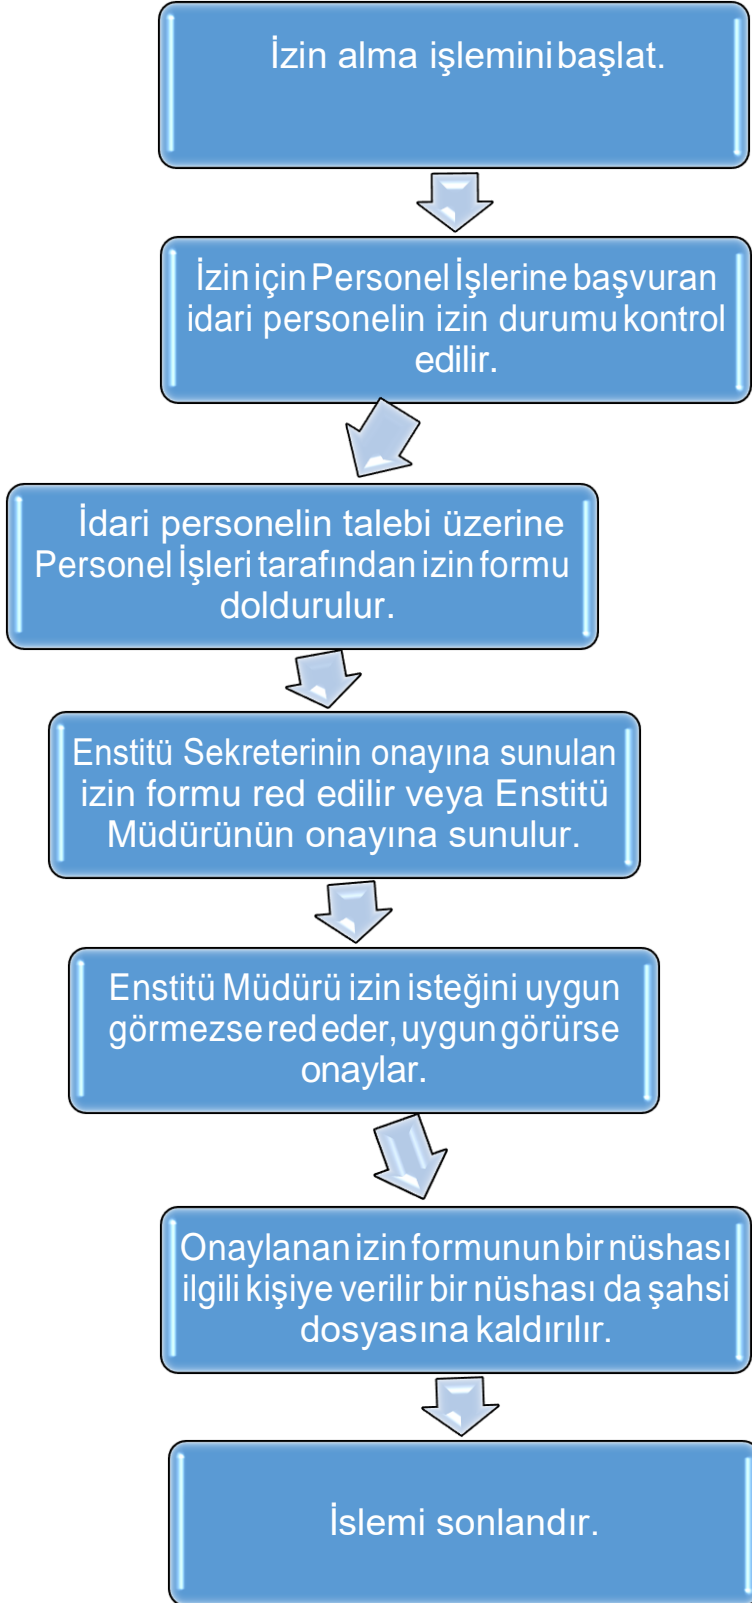 İzin alma işlemini başlat.
İzin için Personel İşlerine başvuran
idari personelin izin durumu kontrol
edilir.
İdari personelin talebi üzerine
Personel İşleri tarafından izin formu
doldurulur.
Enstitü Sekreterinin onayına sunulan
izin formu red edilir veya Enstitü
Müdürünün onayına sunulur.
Enstitü Müdürü izin isteğini uygun
görmezse red eder, uygun görürse
onaylar.
Onaylanan izin formunun bir nüshası
ilgili kişiye verilir bir nüshası da şahsi
dosyasına kaldırılır.
İslemi sonlandır.